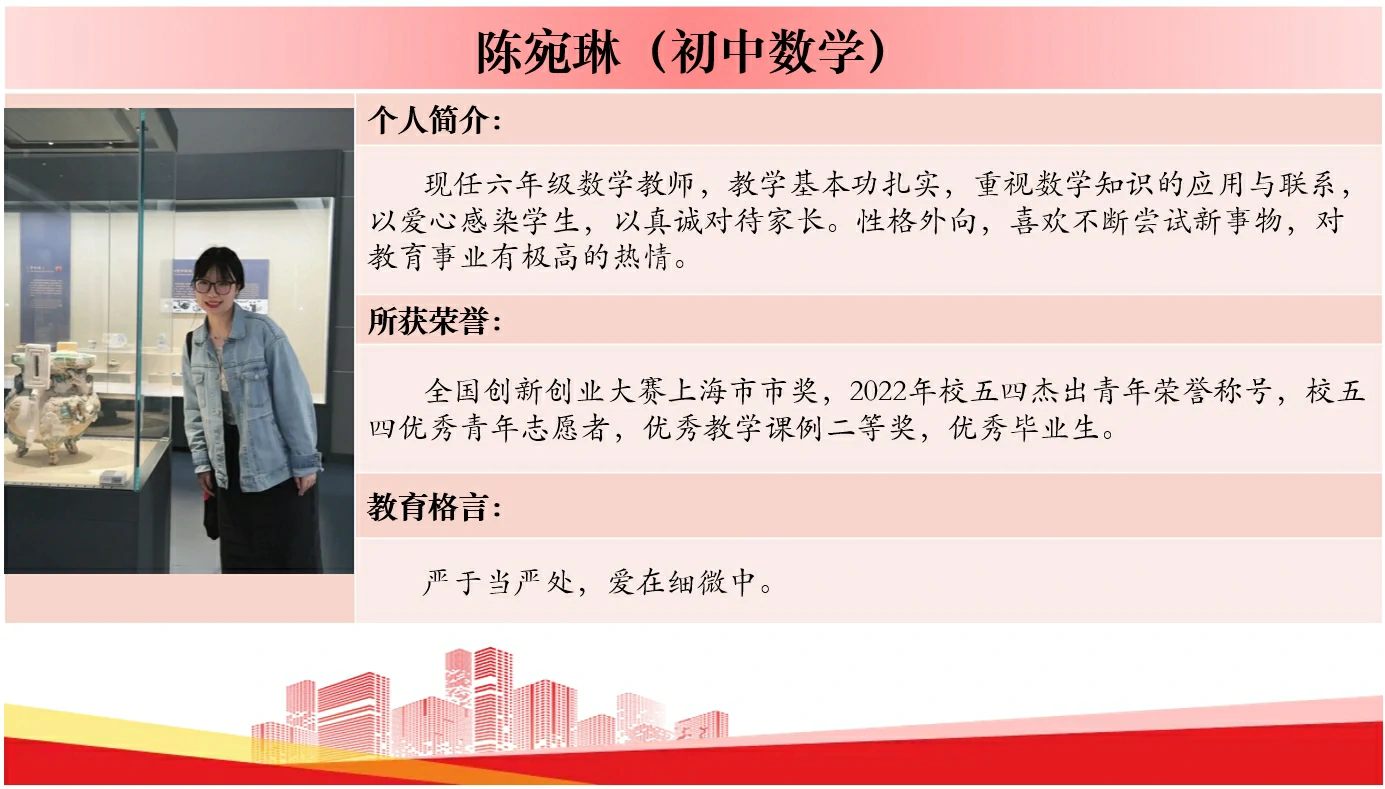 陈宛琳（初中数学）
个人简介：
现任六年级数学教师，教学基本功扎实，重视数学知识的应用与联系，
以爱心感染学生，以真诚对待家长。性格外向，喜欢不断尝试新事物，对
教育事业有极高的热情。
所获荣誉：
全国创新创业大赛上海市市奖，2022年校五四杰出青年荣誉称号，校五
四优秀青年志愿者，优秀教学课例二等奖，优秀毕业生。
教育格言：
严于当严处，爱在细微中。